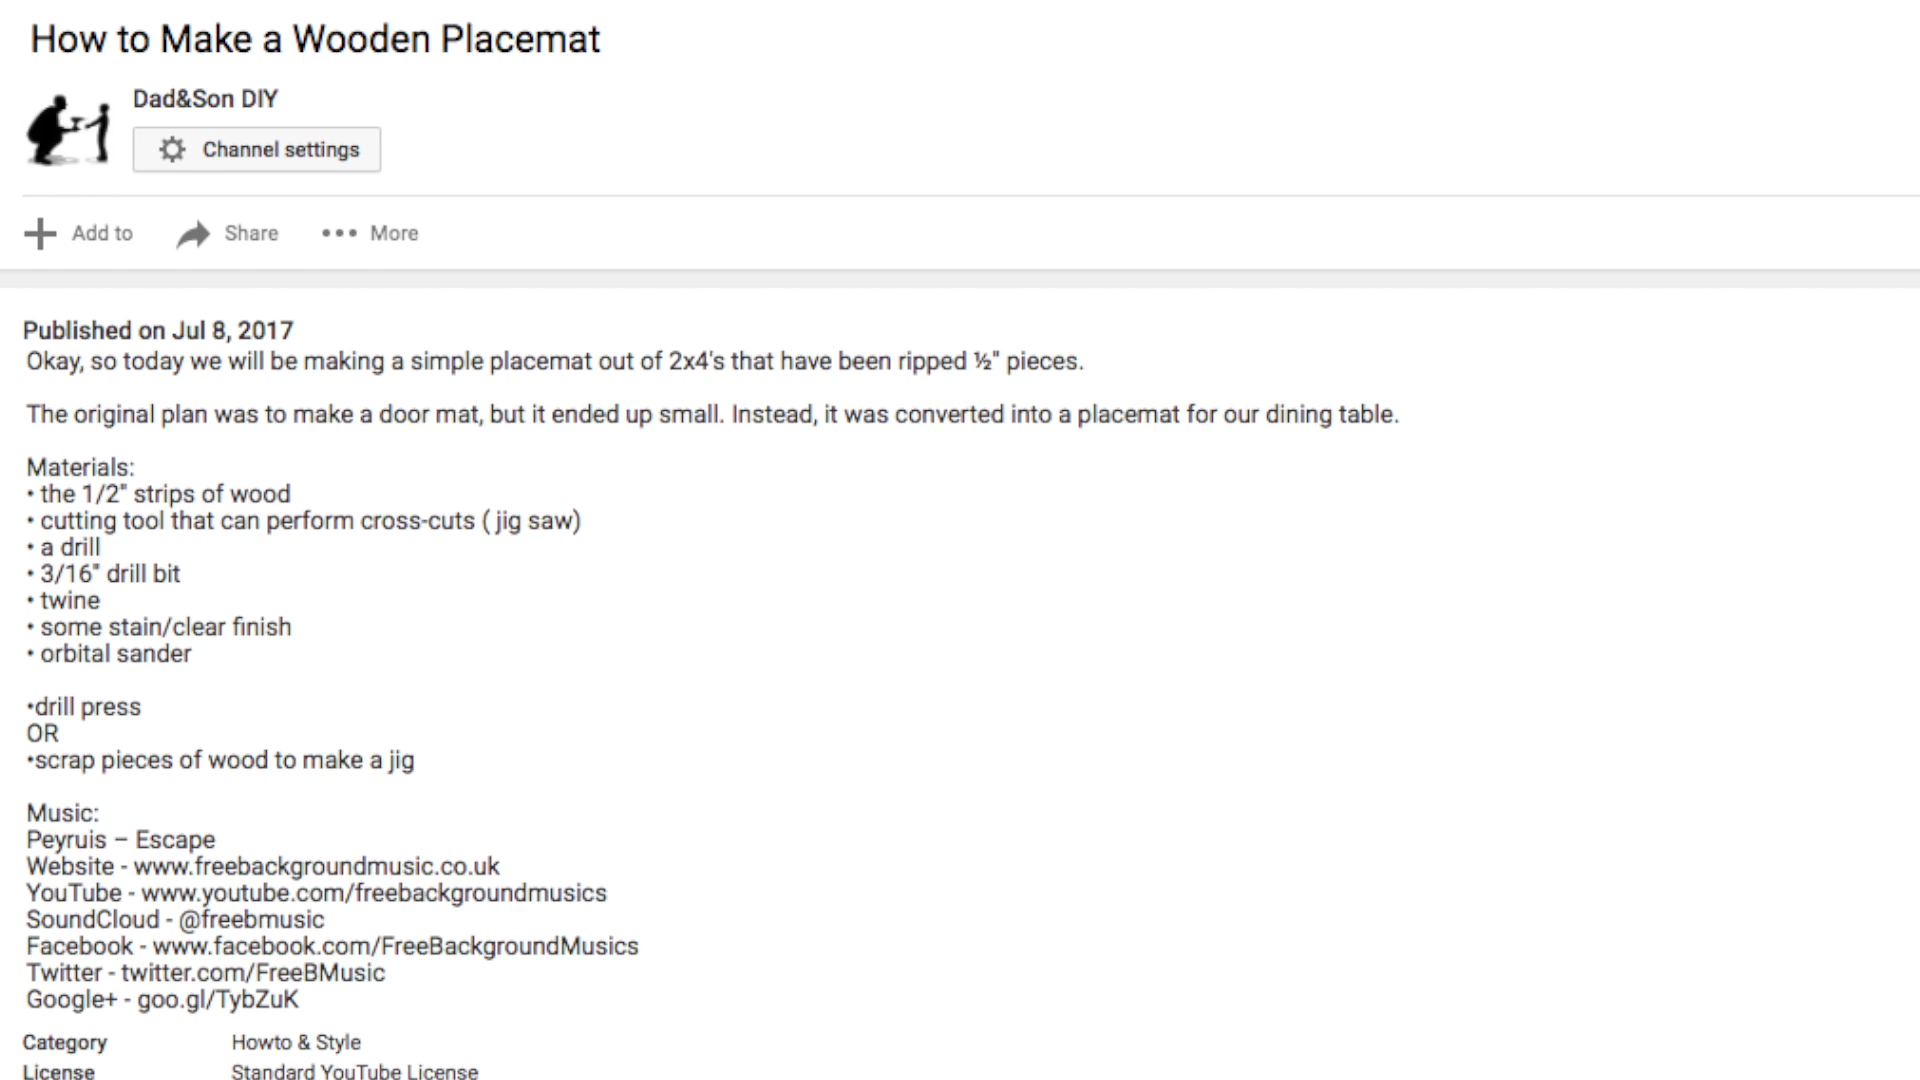 How to Make a Wooden Placemat
Dad&Son DIY
Channel settings
Add to
Share
More
Published on Jul 8, 2017
Okay, so today we will be making a simple placemat out of 2x4's that have been ripped ½" pieces.
The original plan was to make a door mat, but it ended up small. Instead, it was converted into a placemat for our dining table.
Materials:
• the 1/2" strips of wood
• cutting tool that can perform cross-cuts ( jig saw)
• a drill
• 3/16" drill bit
• twine
• some stain/clear finish
• orbital sander
•drill press
OR
•scrap pieces of wood to make a jig
Music:
Peyruis – Escape
Website - www.freebackgroundmusic.co.uk
YouTube - www.youtube.com/freebackgroundmusics
SoundCloud - @freebmusic
Facebook - www.facebook.com/FreeBackgroundMusics
Twitter - twitter.com/FreeBMusic
Google+ - goo.gl/TybZuK
Category Howto & Style
License Standard YouTube License